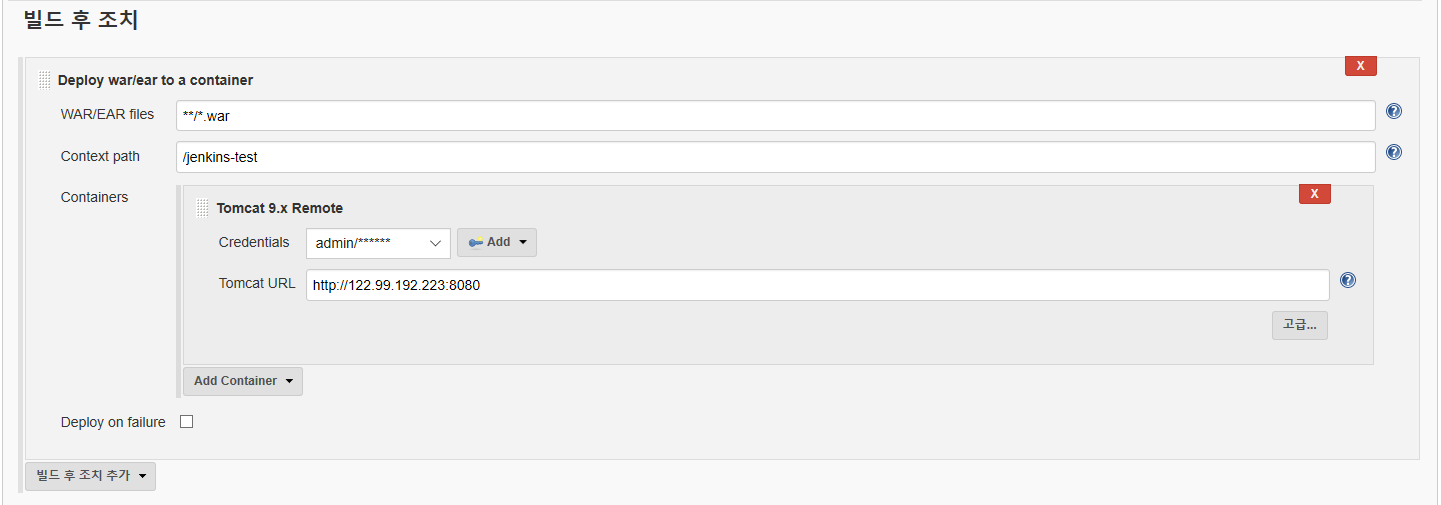 빌드 후 조치
X
Deploy war/ear to a container
WAR/EAR files **/*.war
Context path /jenkins-test
Containers
X
Tomcat 9.x Remote
Credentials admin/****** Add
Tomcat URL http://122.99.192.223:8080
고급...
Add Container
Deploy on failure
빌드 후 조치 추가